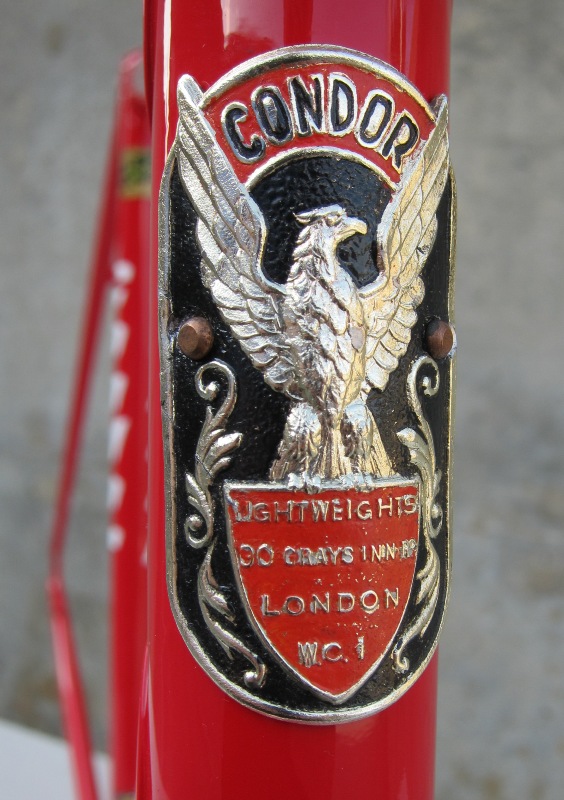 CONDOR
LIGHTWEIGHTS
90 GRAYS INN RD
LONDON
W.C.1